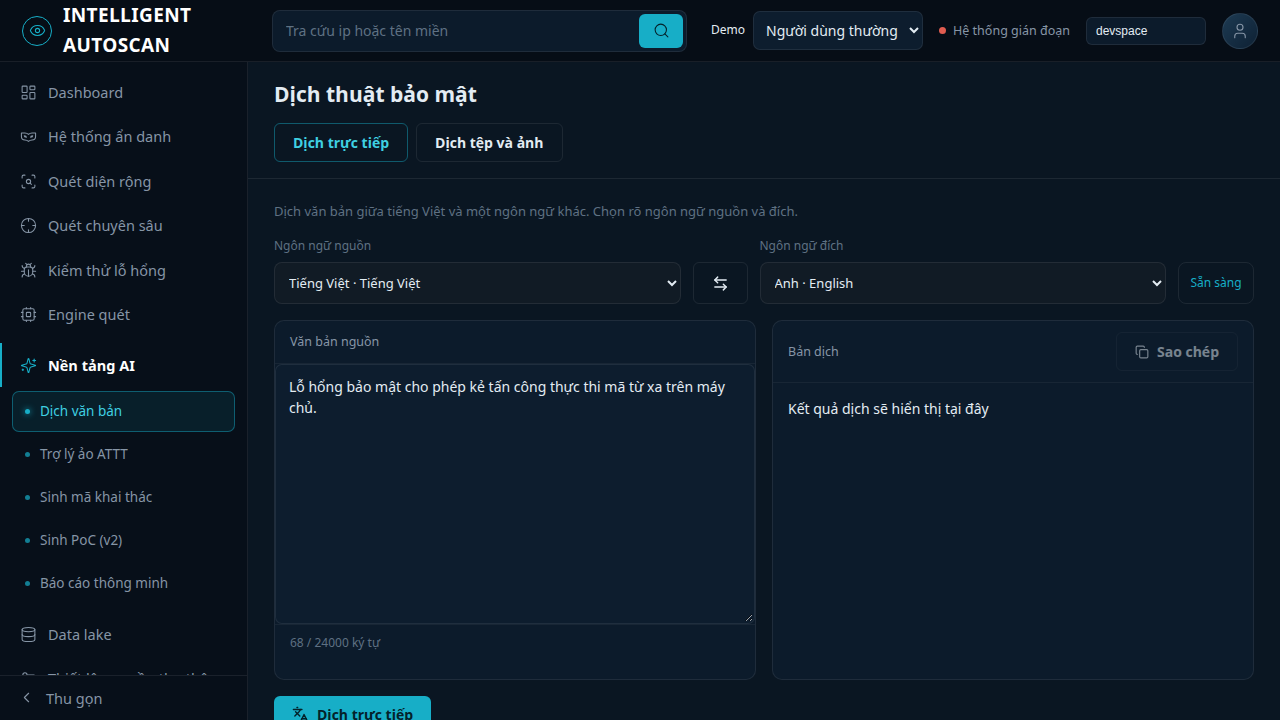 INTELLIGENT
AUTOSCAN
Tra cứu ip hoặc tên miền
Demo
Người dùng thường
Hệ thống gián đoạn
devspace
Dashboard
Hệ thống ẩn danh
Quét diện rộng
Quét chuyên sâu
Kiểm thử lỗ hổng
Engine quét
Nền tảng AI
Dịch văn bản
Trợ lý ảo ATTT
Sinh mã khai thác
Sinh PoC (v2)
Báo cáo thông minh
Data lake
Thu gọn
Dịch thuật bảo mật
Dịch trực tiếp
Dịch tệp và ảnh
Dịch văn bản giữa tiếng Việt và một ngôn ngữ khác. Chọn rõ ngôn ngữ nguồn và đích.
Ngôn ngữ nguồn
Tiếng Việt · Tiếng Việt
Ngôn ngữ đích
Anh · English
Sẵn sàng
Văn bản nguồn
Lỗ hổng bảo mật cho phép kẻ tấn công thực thi mã từ xa trên máy
chủ.
68 / 24000 ký tự
Bản dịch
Sao chép
Kết quả dịch sẽ hiển thị tại đây
Dịch trực tiếp